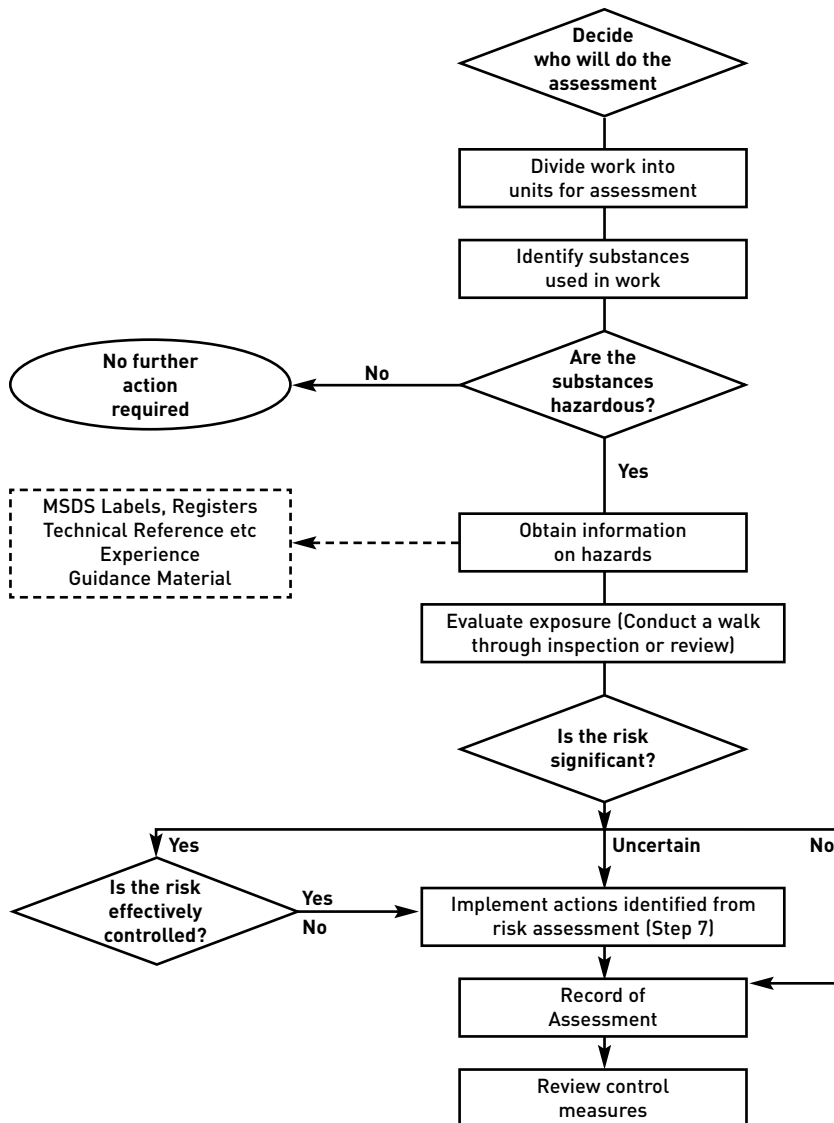 Decide
who will do the
assessment
Divide work into
units for assessment
Identify substances
used in work
No further
action
required
No
Are the
substances
hazardous?
Yes
MSDS Labels, Registers
Technical Reference etc
Experience
Guidance Material
Obtain information
on hazards
Evaluate exposure (Conduct a walk
through inspection or review)
Is the risk
significant?
Yes
Uncertain
No
Is the risk
effectively
controlled?
Yes
No
Implement actions identified from
risk assessment (Step 7)
Record of
Assessment
Review control
measures